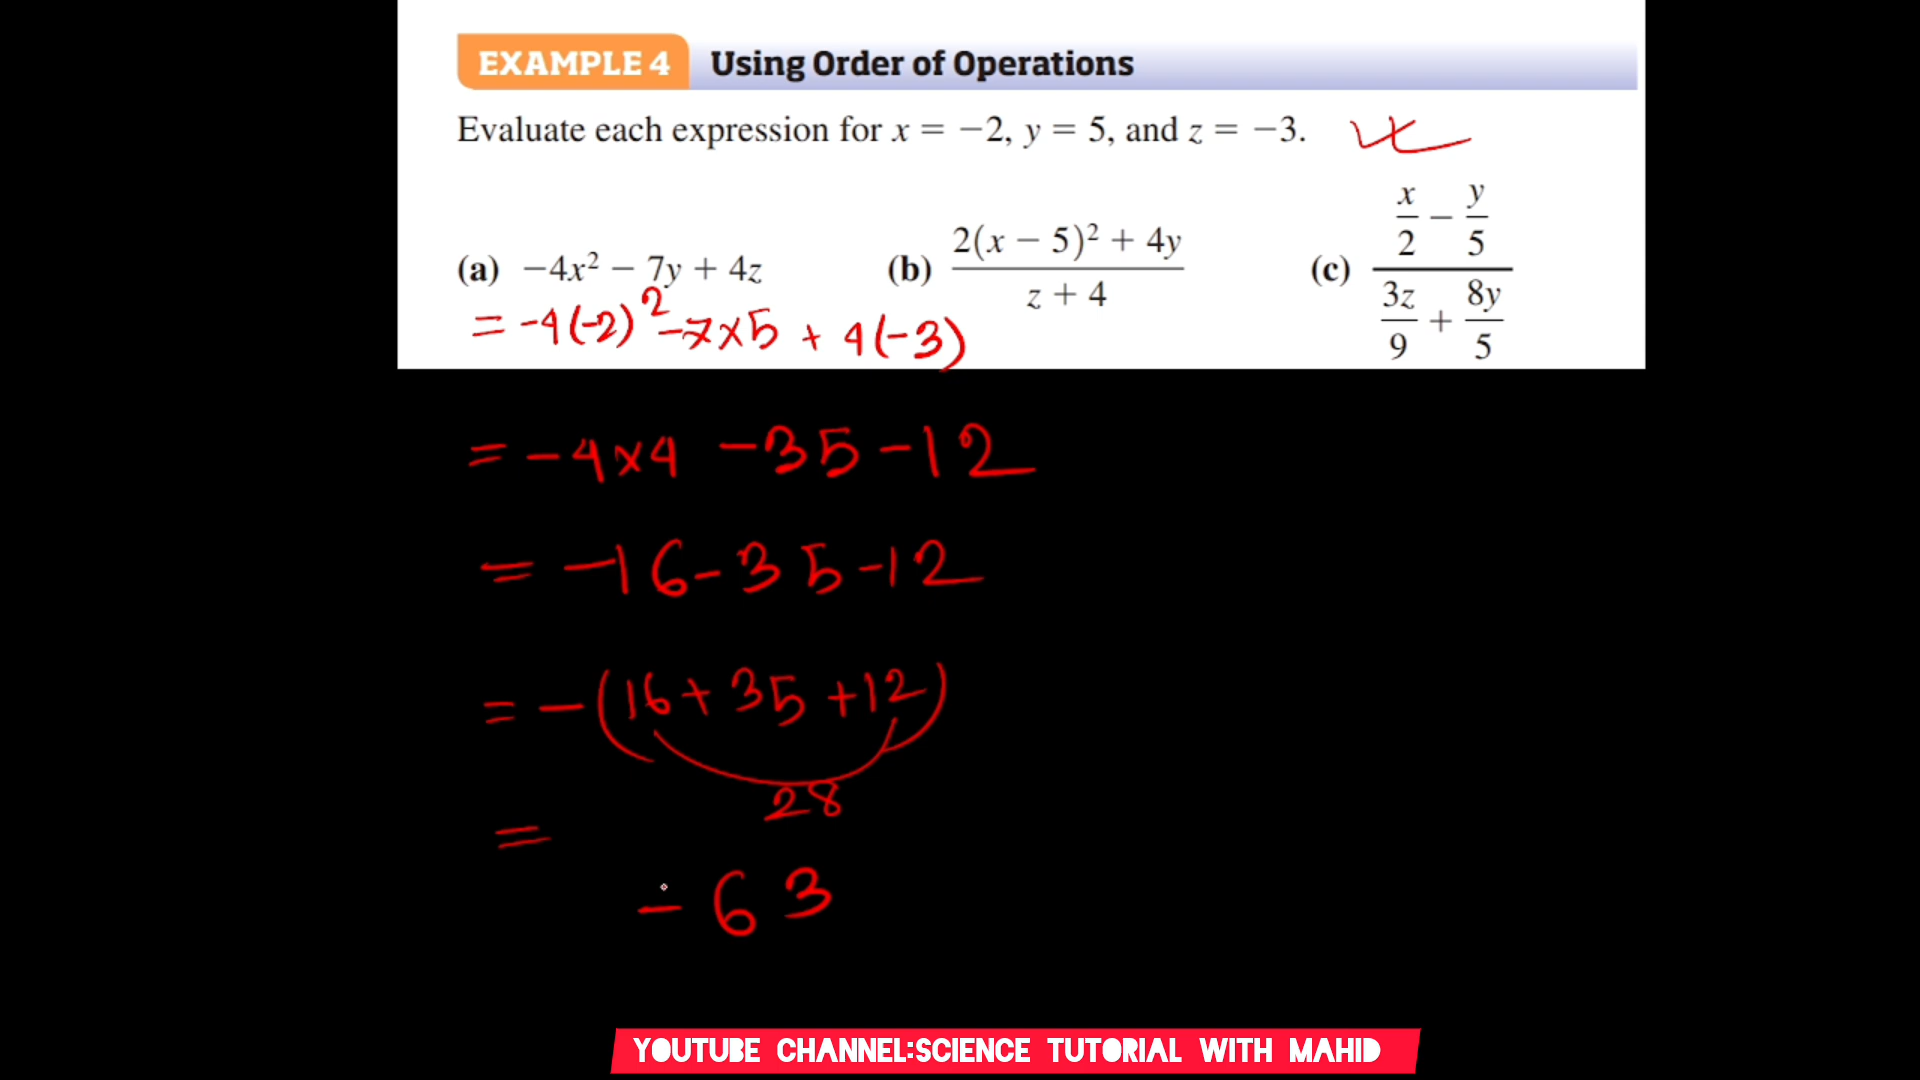 EXAMPLE 4 Using Order of Operations
Evaluate each expression for x = −2, y = 5, and z = −3.
(a) −4x² − 7y + 4z (b) (2(x − 5)² + 4y)/(z + 4) (c) (x/2 − y/5)/(3z/9 + 8y/5)
= -4(-2)² -7×5 + 4(-3)
= -4×4 -35-12
= -16-35-12
= -(16+35+12)
28
=
-63
YOUTUBE CHANNEL:SCIENCE TUTORIAL WITH MAHID